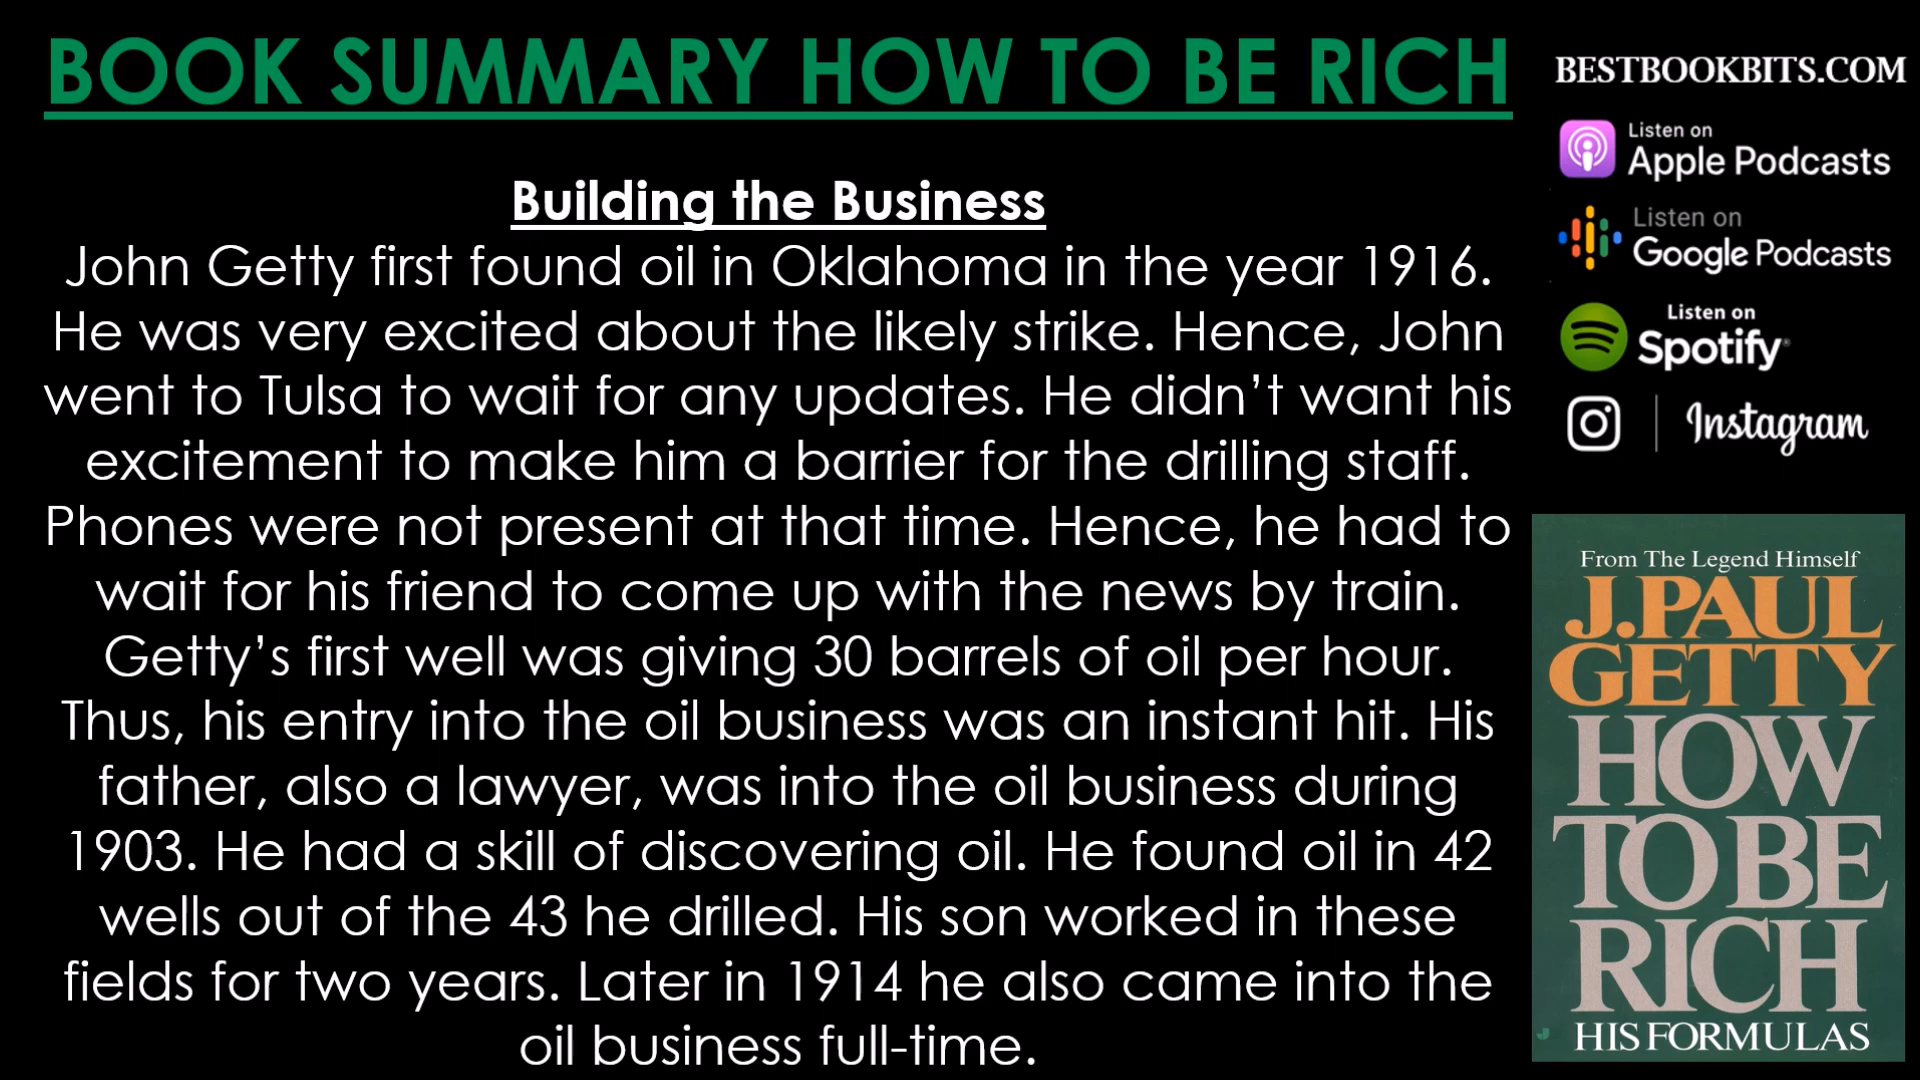 BOOK SUMMARY HOW TO BE RICH
Building the Business
John Getty first found oil in Oklahoma in the year 1916.
He was very excited about the likely strike. Hence, John
went to Tulsa to wait for any updates. He didn’t want his
excitement to make him a barrier for the drilling staff.
Phones were not present at that time. Hence, he had to
wait for his friend to come up with the news by train.
Getty’s first well was giving 30 barrels of oil per hour.
Thus, his entry into the oil business was an instant hit. His
father, also a lawyer, was into the oil business during
1903. He had a skill of discovering oil. He found oil in 42
wells out of the 43 he drilled. His son worked in these
fields for two years. Later in 1914 he also came into the
oil business full-time.
BESTBOOKBITS.COM
Listen on
Apple Podcasts
Listen on
Google Podcasts
Listen on
Spotify
Instagram
From The Legend Himself
J.PAUL
GETTY
HOW
TO BE
RICH
HIS FORMULAS